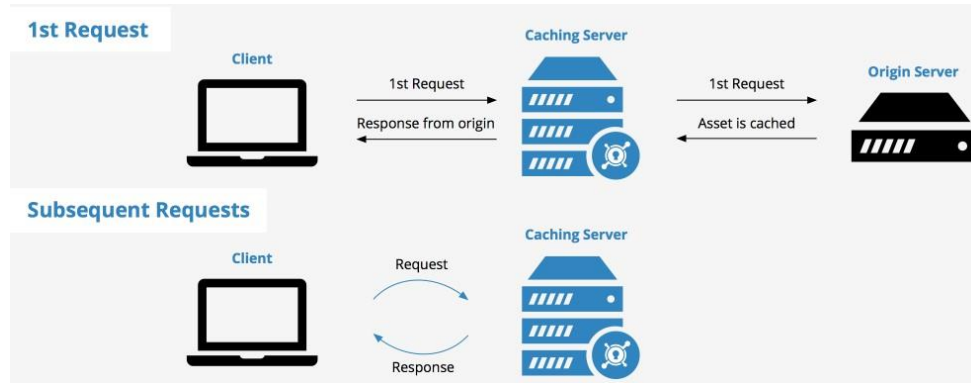 1st Request
Client
Caching Server
Origin Server
1st Request
1st Request
Response from origin
Asset is cached
Subsequent Requests
Client
Caching Server
Request
Response